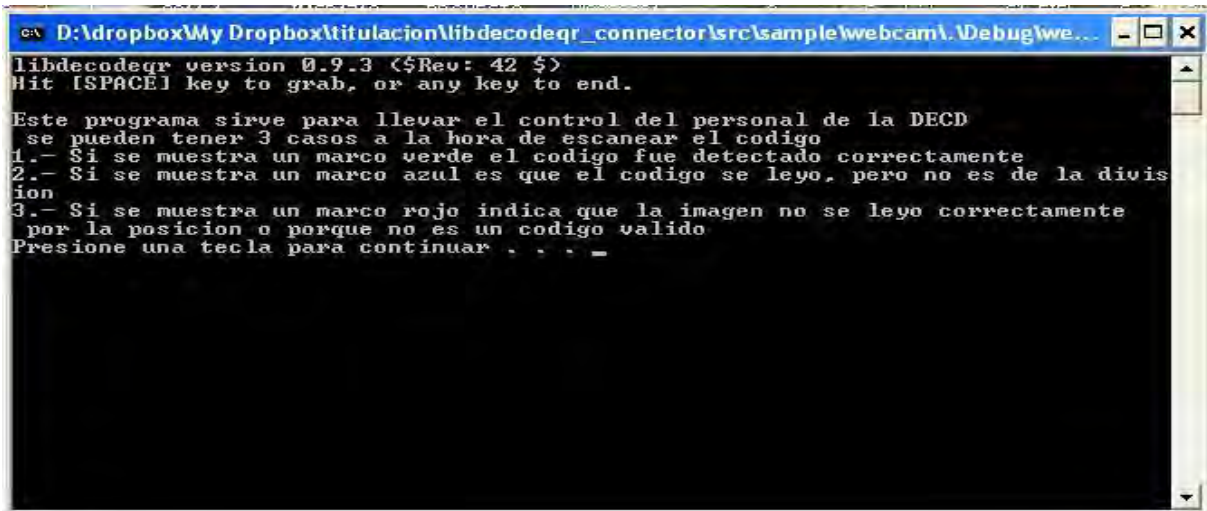 D:\dropbox\My Dropbox\titulacion\libdecodeqr_connector\src\sample\webcam\.\Debug\we...
libdecodeqr version 0.9.3 ($Rev: 42 $)
Hit [SPACE] key to grab, or any key to end.
Este programa sirve para llevar el control del personal de la DECD
se pueden tener 3 casos a la hora de escanear el codigo
1.- Si se muestra un marco verde el codigo fue detectado correctamente
2.- Si se muestra un marco azul es que el codigo se leyo, pero no es de la divis
ion
3.- Si se muestra un marco rojo indica que la imagen no se leyo correctamente
por la posicion o porque no es un codigo valido
Presione una tecla para continuar . . . _